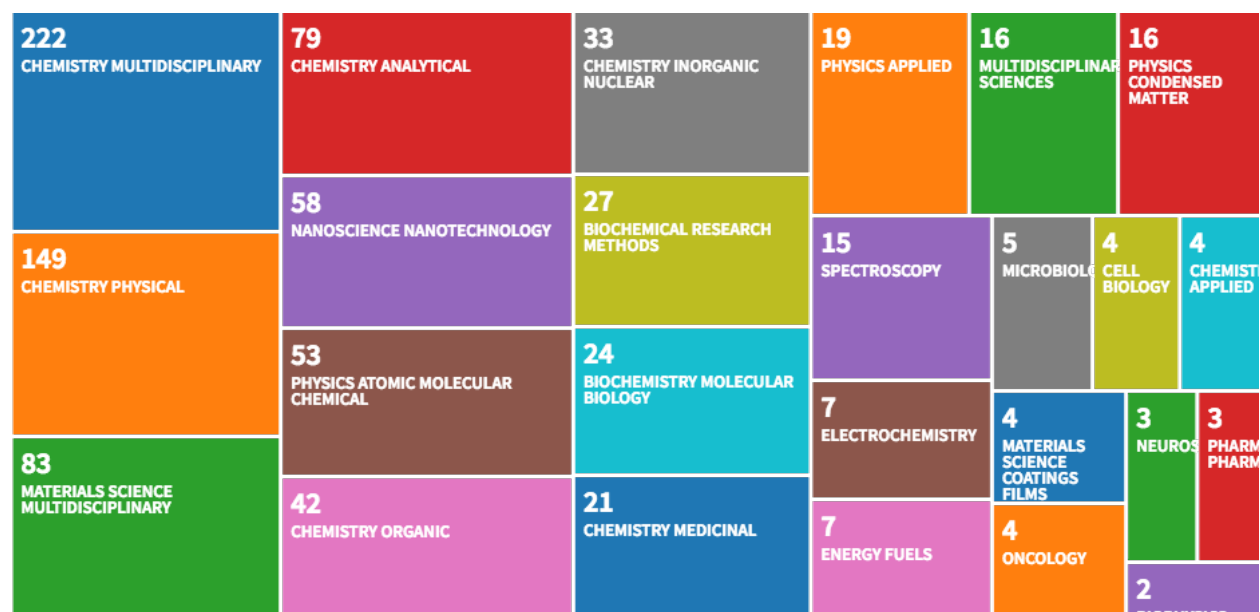 222
CHEMISTRY MULTIDISCIPLINARY
149
CHEMISTRY PHYSICAL
83
MATERIALS SCIENCE
MULTIDISCIPLINARY
79
CHEMISTRY ANALYTICAL
58
NANOSCIENCE NANOTECHNOLOGY
53
PHYSICS ATOMIC MOLECULAR
CHEMICAL
42
CHEMISTRY ORGANIC
33
CHEMISTRY INORGANIC
NUCLEAR
27
BIOCHEMICAL RESEARCH
METHODS
24
BIOCHEMISTRY MOLECULAR
BIOLOGY
21
CHEMISTRY MEDICINAL
19
PHYSICS APPLIED
16
MULTIDISCIPLINAR
SCIENCES
16
PHYSICS
CONDENSED
MATTER
15
SPECTROSCOPY
7
ELECTROCHEMISTRY
7
ENERGY FUELS
5
MICROBIOLO
4
CELL
BIOLOGY
4
CHEMIST
APPLIED
4
MATERIALS
SCIENCE
COATINGS
FILMS
4
ONCOLOGY
3
NEUROS
3
PHARM
PHARM
2